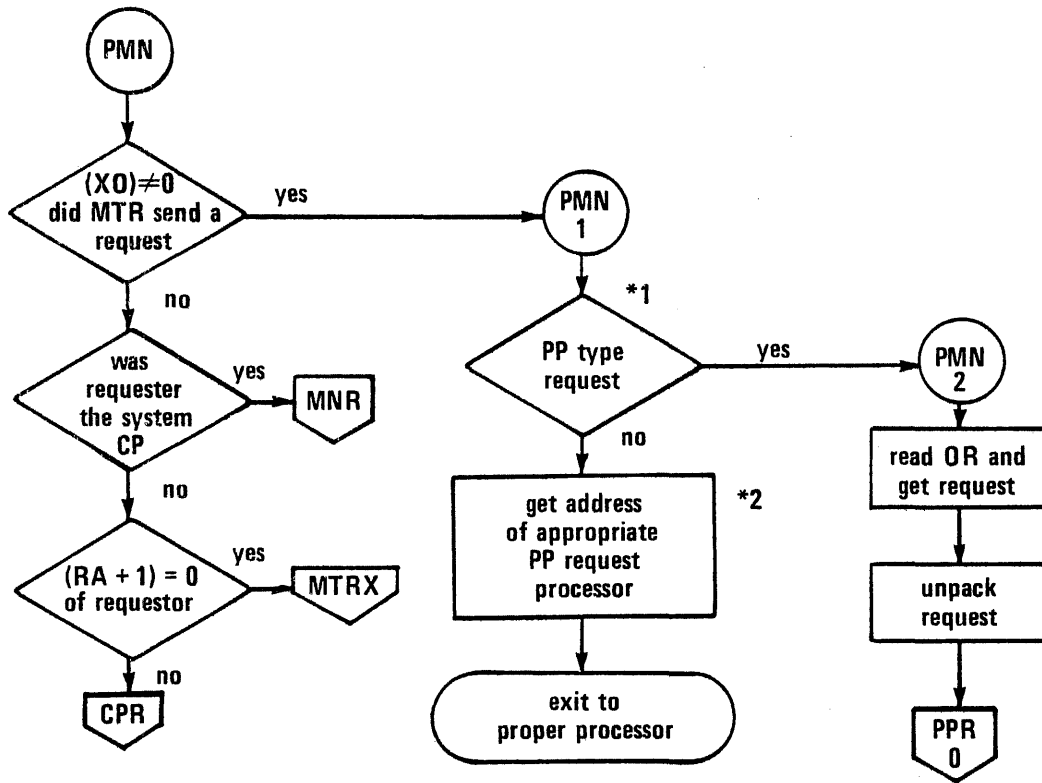 PMN
(XO)≠0
did MTR send a
request
yes
no
was
requester
the system
CP
yes
MNR
no
(RA + 1) = 0
of requestor
yes
MTRX
no
CPR
PMN
1
*1
PP type
request
yes
no
get address
of appropriate
PP request
processor
*2
exit to
proper processor
PMN
2
read OR and
get request
unpack
request
PPR
0